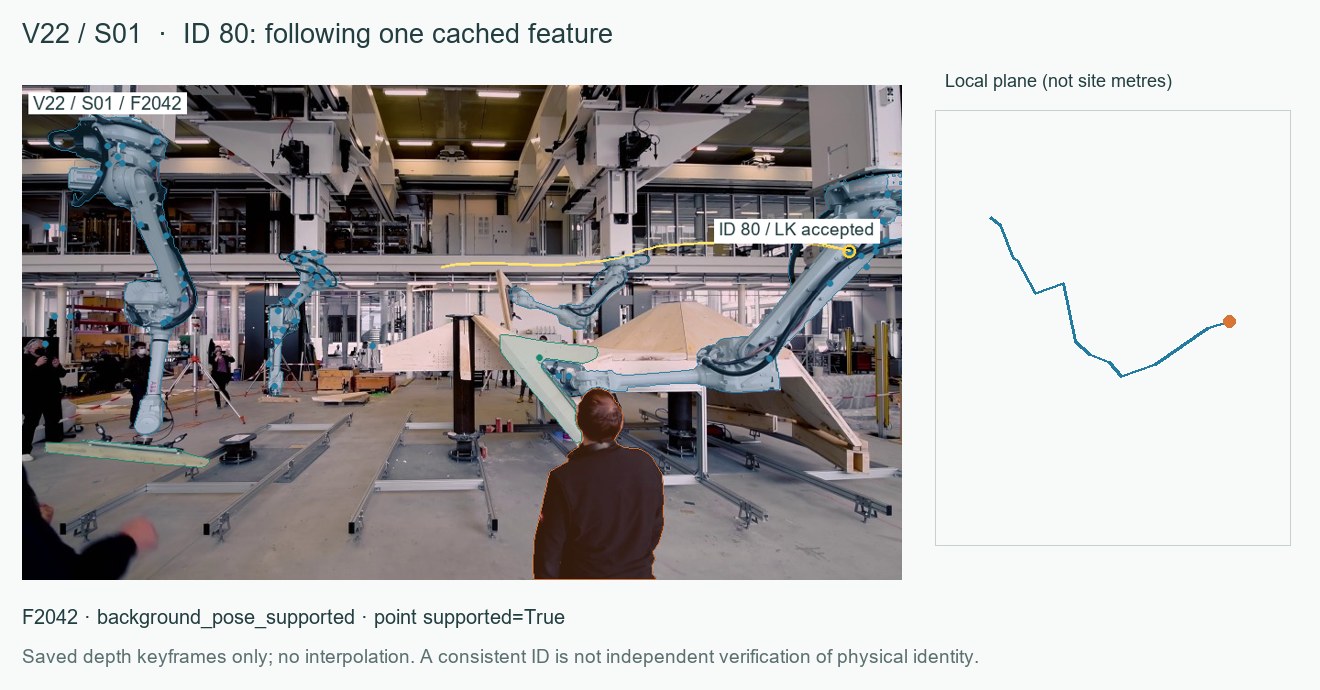 V22 / S01 · ID 80: following one cached feature
Local plane (not site metres)
V22 / S01 / F2042
ID 80 / LK accepted
F2042 · background_pose_supported · point supported=True
Saved depth keyframes only; no interpolation. A consistent ID is not independent verification of physical identity.